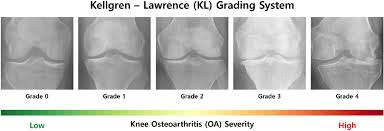 Kellgren – Lawrence (KL) Grading System
Grade 0
Grade 1
Grade 2
Grade 3
Grade 4
Low
Knee Osteoarthritis (OA) Severity
High